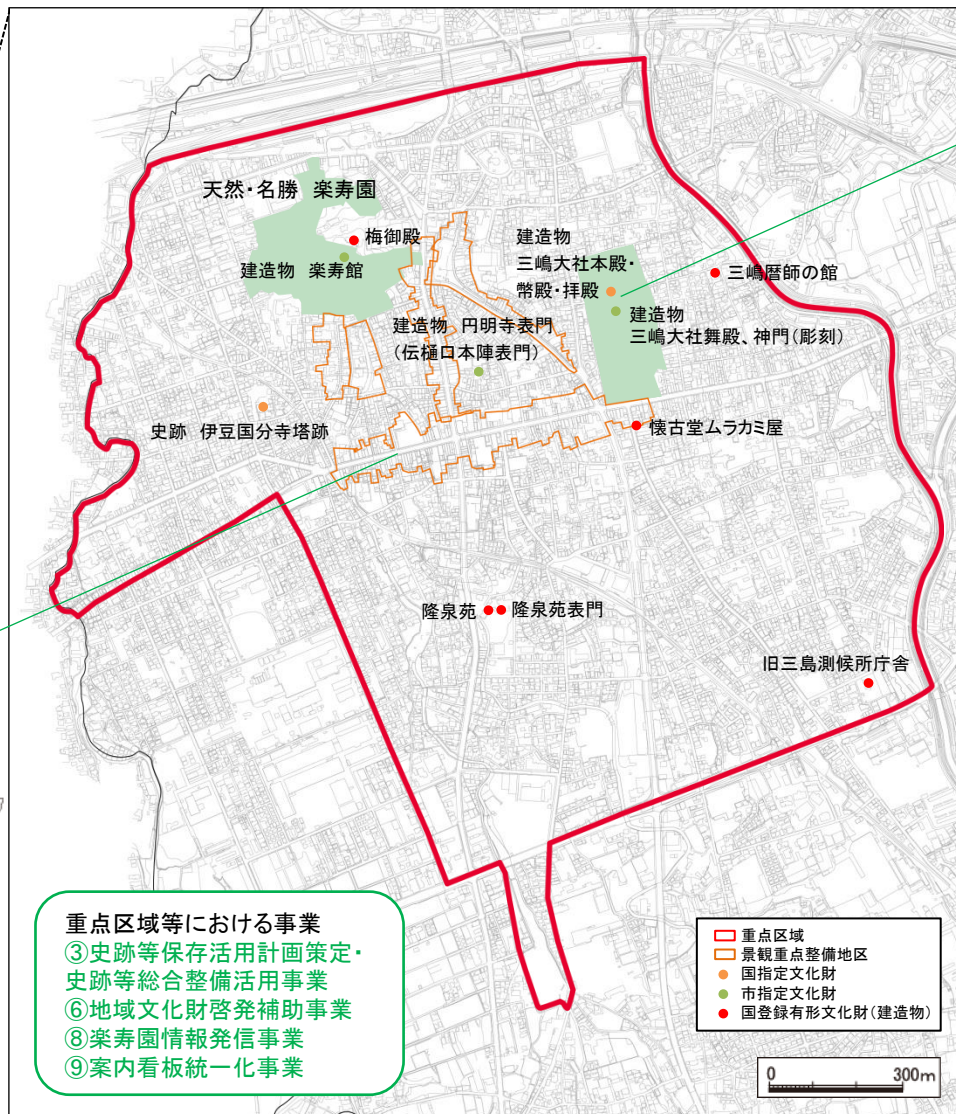 天然・名勝 楽寿園
梅御殿
建造物 楽寿館
建造物
三嶋大社本殿・
幣殿・拝殿
三嶋暦師の館
建造物
三嶋大社舞殿、神門(彫刻)
建造物 円明寺表門
(伝樋口本陣表門)
史跡 伊豆国分寺塔跡
懐古堂ムラカミ屋
隆泉苑
隆泉苑表門
旧三島測候所庁舎
重点区域等における事業
③史跡等保存活用計画策定・
史跡等総合整備活用事業
⑥地域文化財啓発補助事業
⑧楽寿園情報発信事業
⑨案内看板統一化事業
重点区域
景観重点整備地区
国指定文化財
市指定文化財
国登録有形文化財(建造物)
0 300m